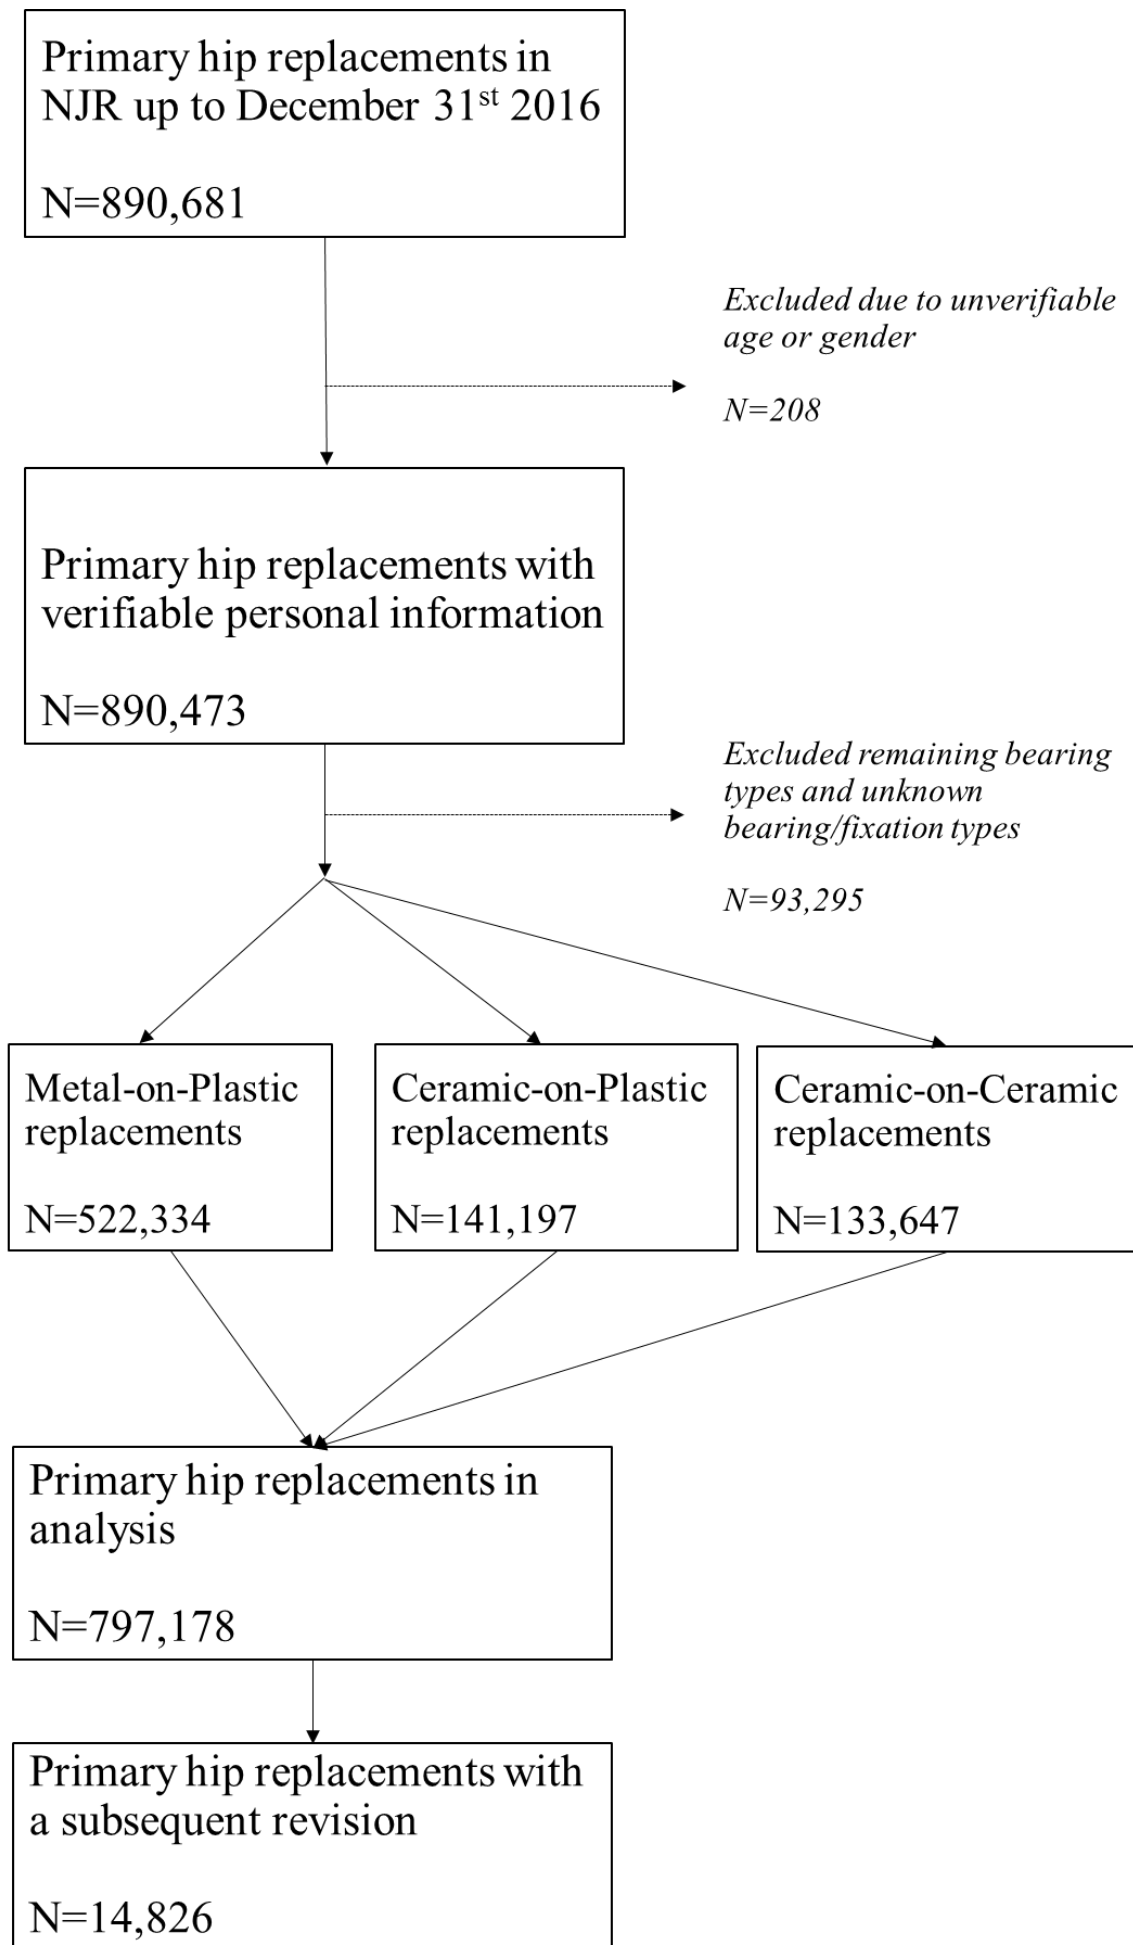 Primary hip replacements in
NJR up to December 31st 2016
N=890,681
Excluded due to unverifiable
age or gender
N=208
Primary hip replacements with
verifiable personal information
N=890,473
Excluded remaining bearing
types and unknown
bearing/fixation types
N=93,295
Metal-on-Plastic
replacements
N=522,334
Ceramic-on-Plastic
replacements
N=141,197
Ceramic-on-Ceramic
replacements
N=133,647
Primary hip replacements in
analysis
N=797,178
Primary hip replacements with
a subsequent revision
N=14,826